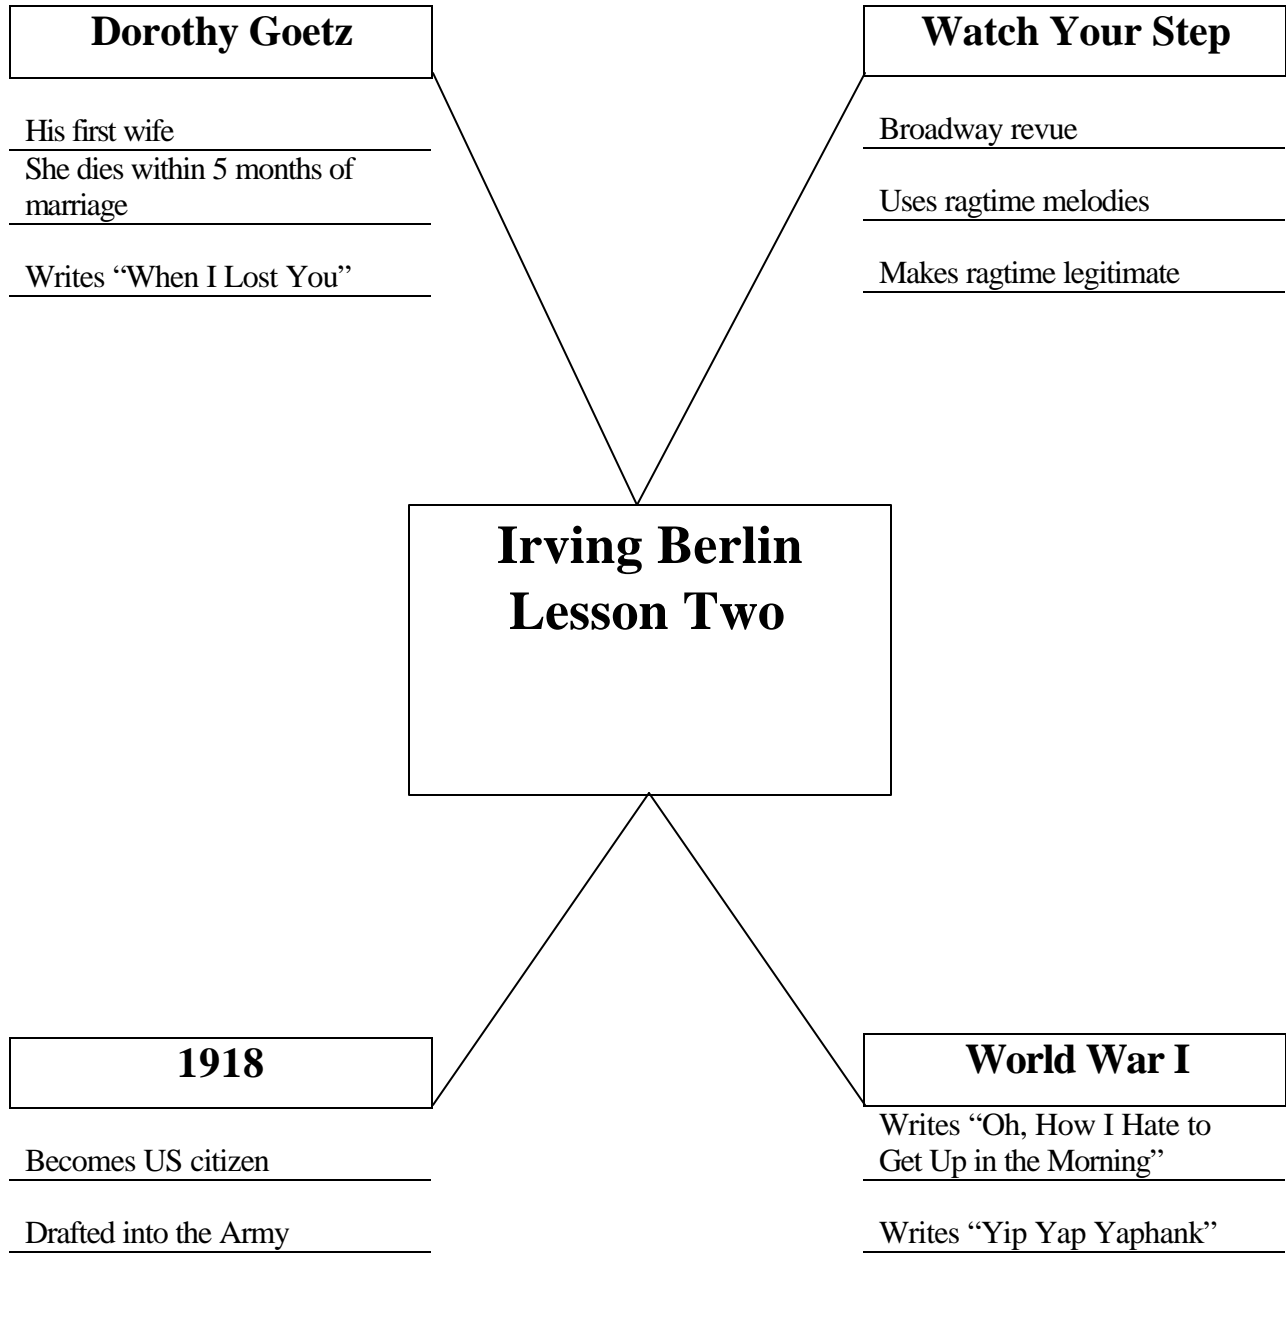 Dorothy Goetz
His first wife
She dies within 5 months of
marriage
Writes “When I Lost You”
Watch Your Step
Broadway revue
Uses ragtime melodies
Makes ragtime legitimate
Irving Berlin
Lesson Two
1918
Becomes US citizen
Drafted into the Army
World War I
Writes “Oh, How I Hate to
Get Up in the Morning”
Writes “Yip Yap Yaphank”